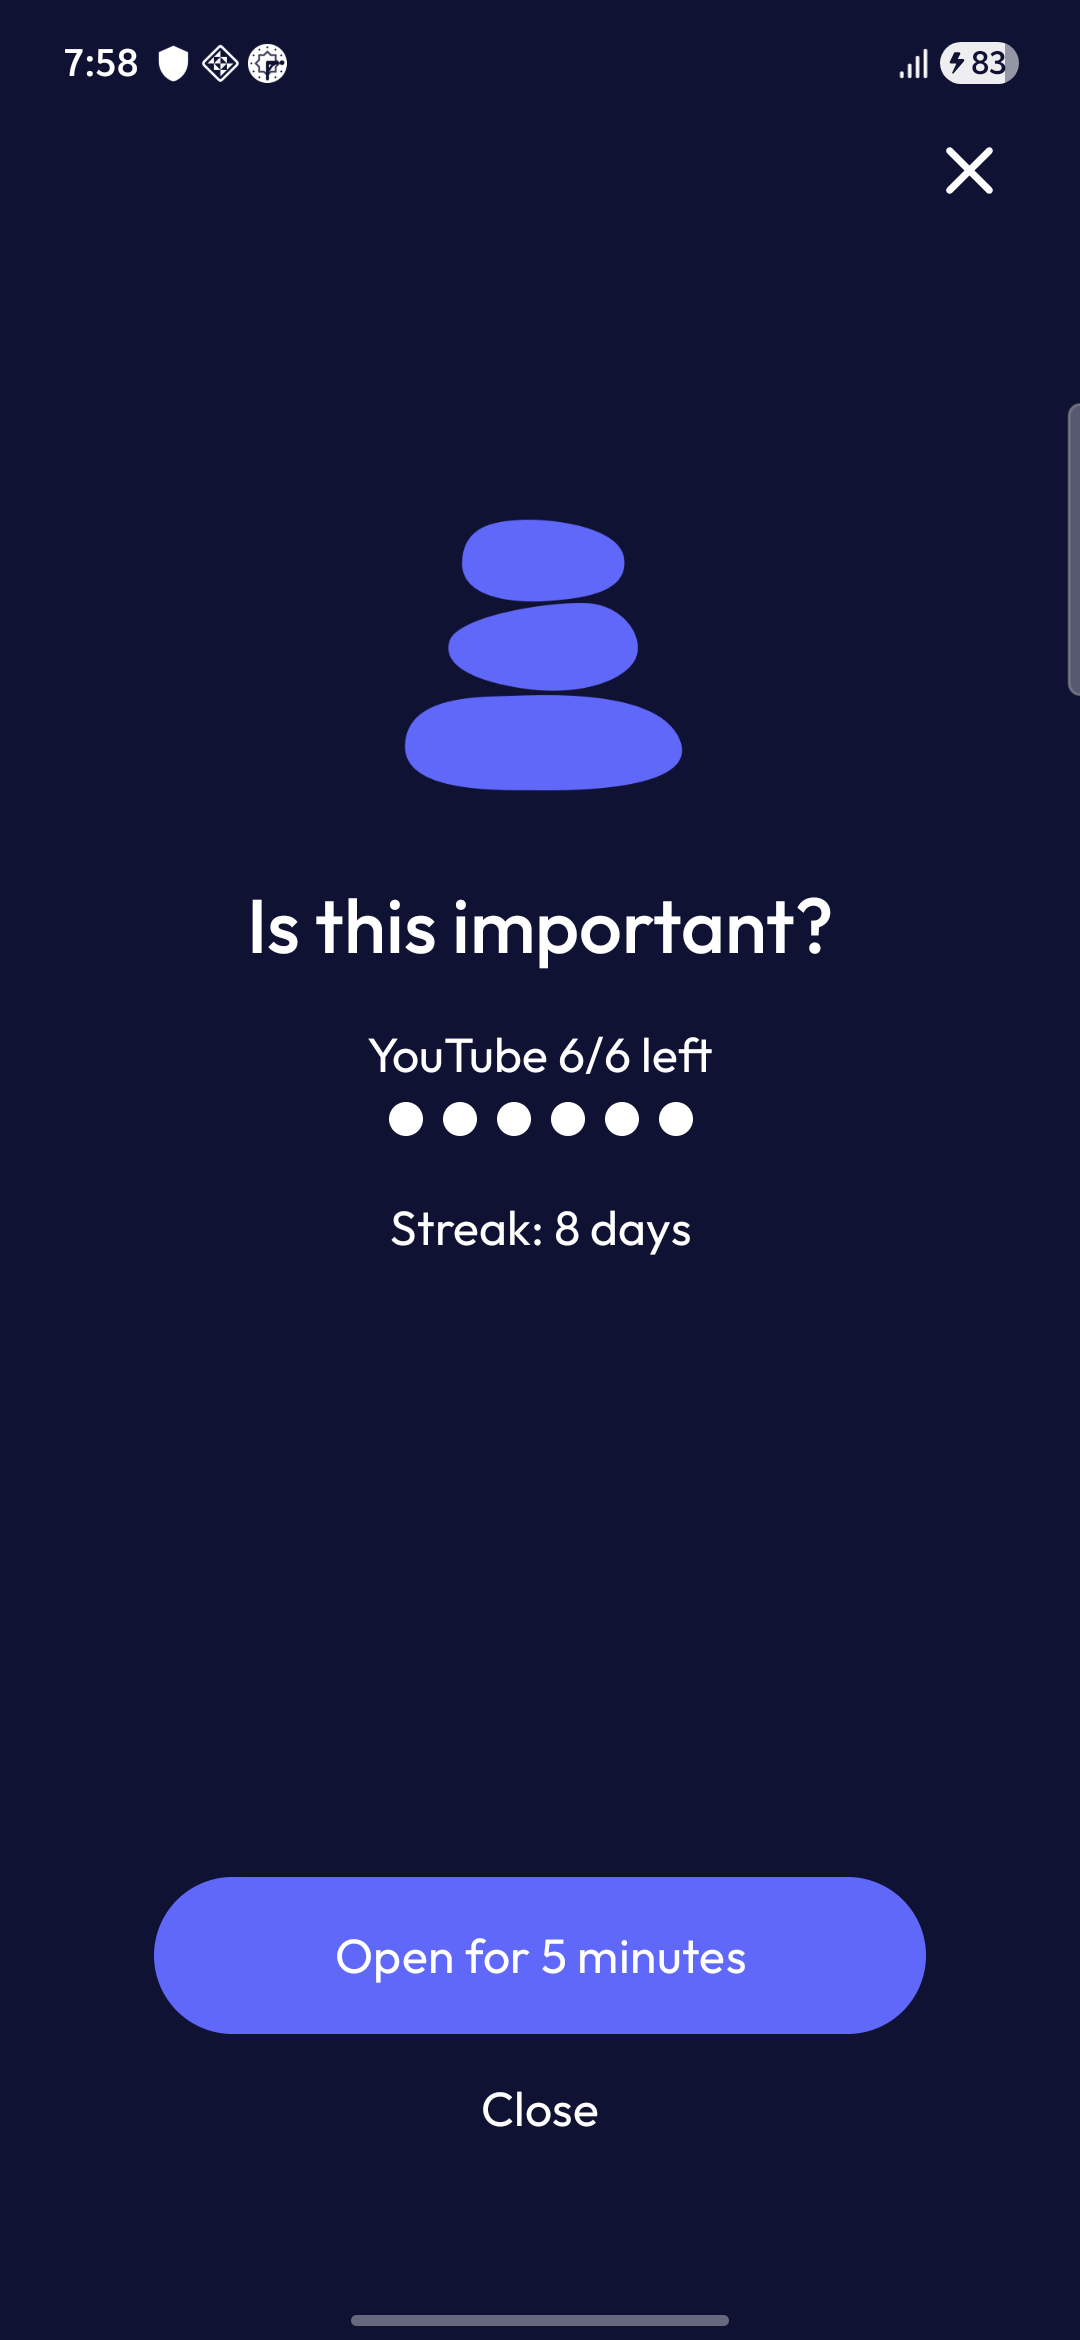 7:58
83
Is this important?
YouTube 6/6 left
Streak: 8 days
Open for 5 minutes
Close